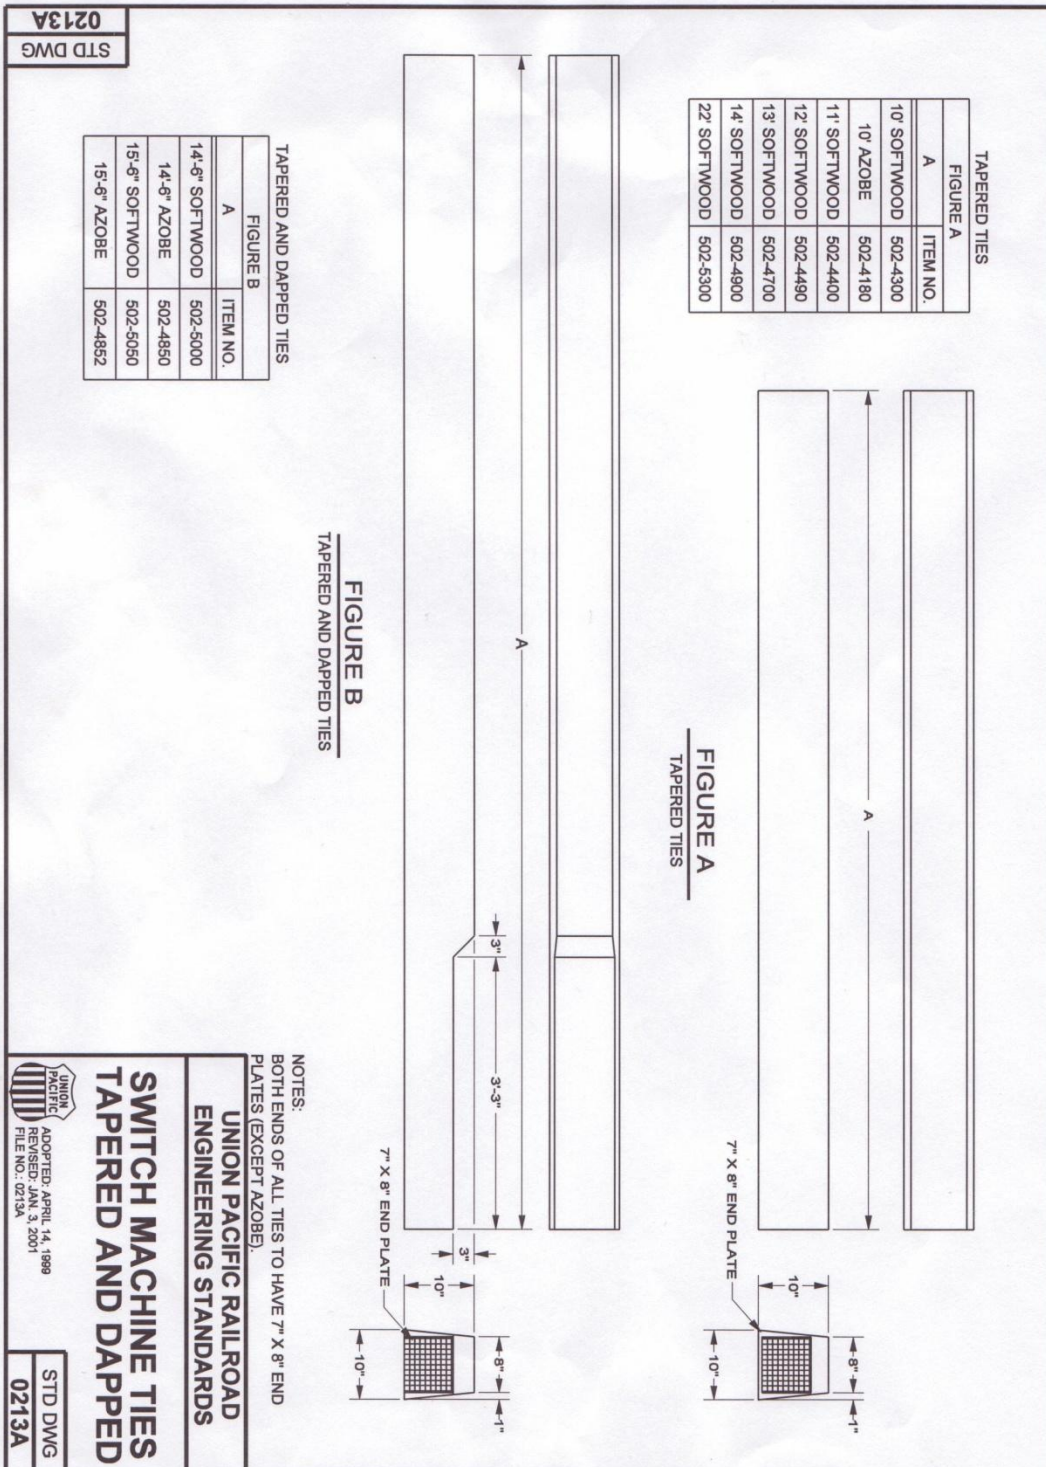 STD DWG
0213A
TAPERED TIES
FIGURE A
A ITEM NO.
10' SOFTWOOD 502-4300
10' AZOBE 502-4180
11' SOFTWOOD 502-4400
12' SOFTWOOD 502-4490
13' SOFTWOOD 502-4700
14' SOFTWOOD 502-4900
22' SOFTWOOD 502-5300
A
FIGURE A
TAPERED TIES
7" X 8" END PLATE
10"
8"
1"
10"
A
3"
3'-3"
3"
FIGURE B
TAPERED AND DAPPED TIES
7" X 8" END PLATE
10"
8"
1"
10"
TAPERED AND DAPPED TIES
FIGURE B
A ITEM NO.
14'-6" SOFTWOOD 502-5000
14'-6" AZOBE 502-4850
15'-6" SOFTWOOD 502-5050
15'-6" AZOBE 502-4852
NOTES:
BOTH ENDS OF ALL TIES TO HAVE 7" X 8" END
PLATES (EXCEPT AZOBE).
UNION PACIFIC RAILROAD
ENGINEERING STANDARDS
SWITCH MACHINE TIES
TAPERED AND DAPPED
UNION
PACIFIC
ADOPTED: APRIL 14, 1999
REVISED: JAN. 3, 2001
FILE NO.: 0213A
STD DWG
0213A